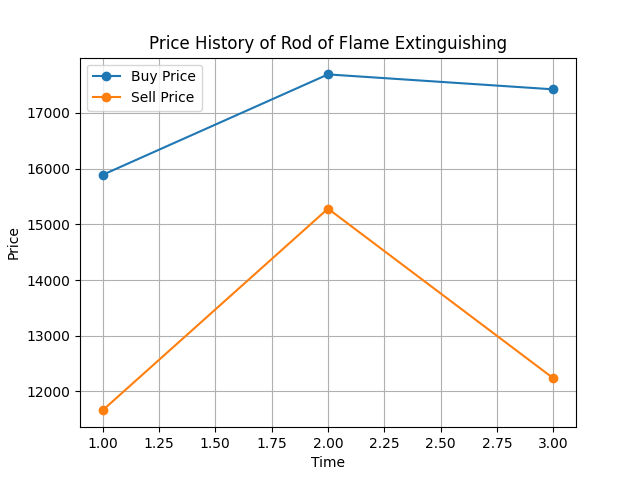 Price History of Rod of Flame Extinguishing
Buy Price
Sell Price
17000
16000
15000
14000
13000
12000
Price
1.00 1.25 1.50 1.75 2.00 2.25 2.50 2.75 3.00
Time